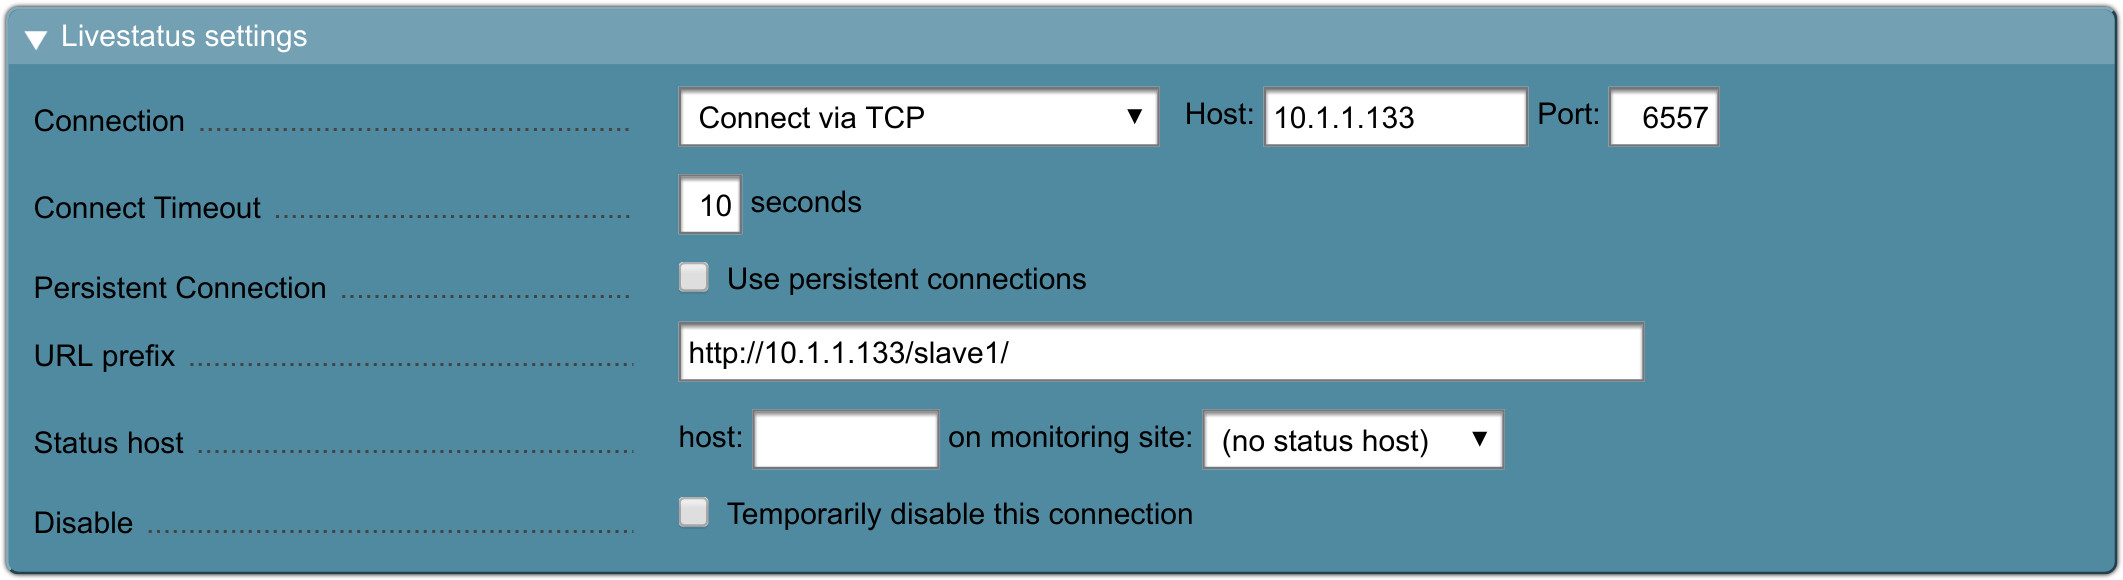 Livestatus settings
Connection Connect via TCP Host: 10.1.1.133 Port: 6557
Connect Timeout 10 seconds
Persistent Connection Use persistent connections
URL prefix http://10.1.1.133/slave1/
Status host host: on monitoring site: (no status host)
Disable Temporarily disable this connection